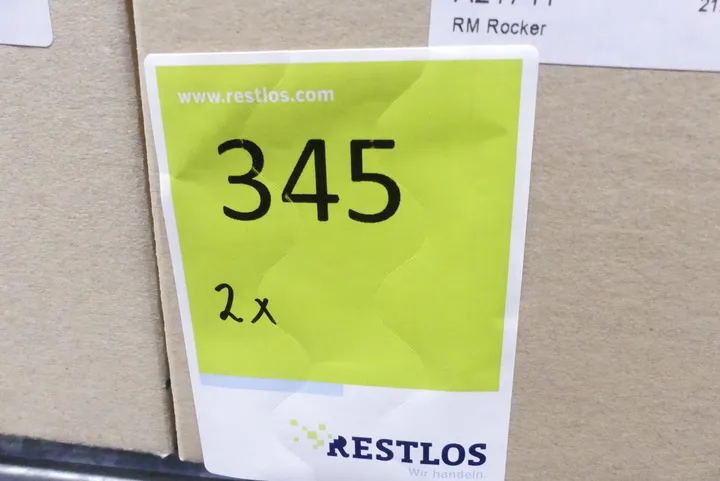 RM Rocker
www.restlos.com
345
2x
RESTLOS
Wir handeln.